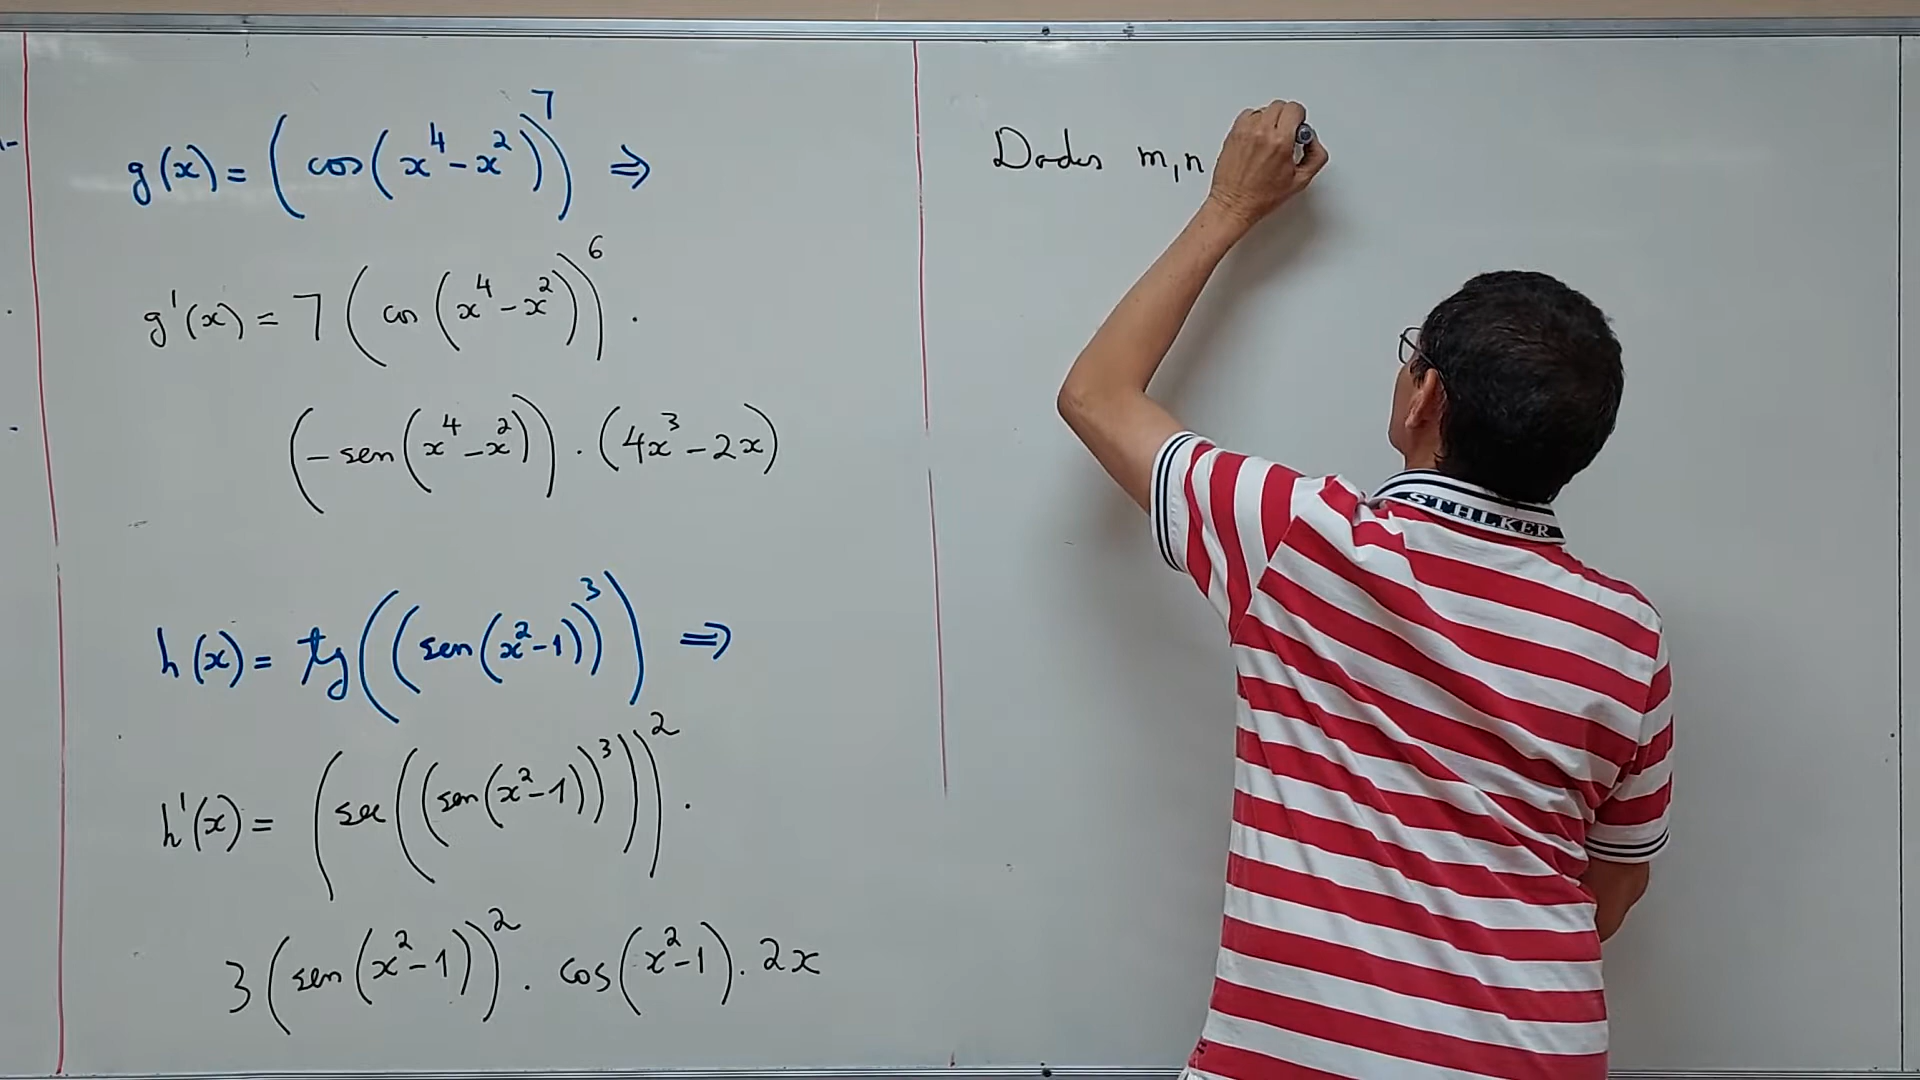 g(x) = (cos(x⁴ - x²))⁷ ⇒
g'(x) = 7 (cos(x⁴ - x²))⁶ .
(- sen(x⁴ - x²)) . (4x³ - 2x)
h(x) = tg((sen(x² - 1))³) ⇒
h'(x) = (sec((sen(x² - 1))³))² .
3 (sen(x² - 1))² . cos(x² - 1) . 2x
Dados m, n
STHLKER